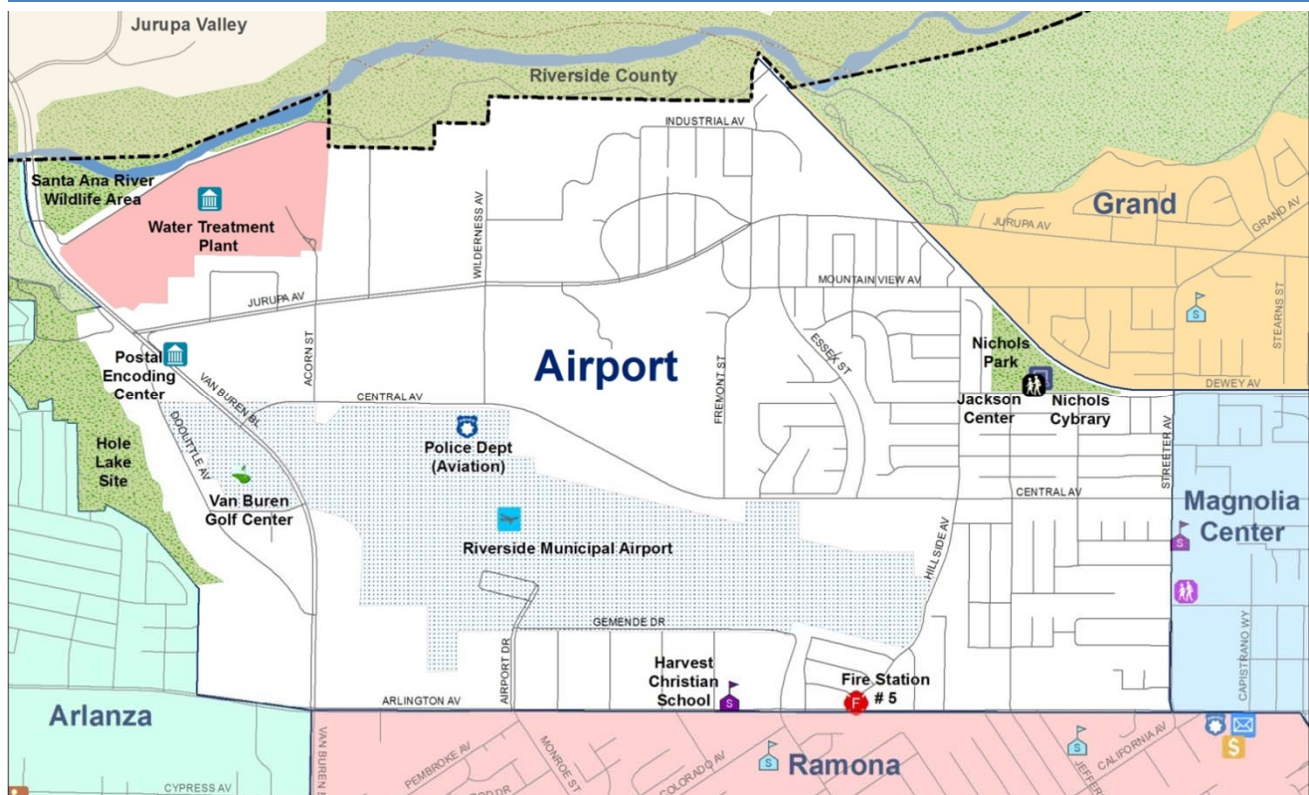 Jurupa Valley
Riverside County
INDUSTRIAL AV
Santa Ana River
Wildlife Area
Water Treatment
Plant
WILDERNESS AV
Grand
JURUPA AV
GRAND AV
MOUNTAIN VIEW AV
JURUPA AV
ACORN ST
Postal
Encoding
Center
Airport
FREMONT ST
ESSEX ST
Nichols
Park
STEARNS ST
DEWEY AV
Jackson
Center
Nichols
Cybrary
VAN BUREN BL
CENTRAL AV
DOOLITTLE AV
Hole
Lake
Site
Police Dept
(Aviation)
STREETER AV
Van Buren
Golf Center
CENTRAL AV
Magnolia
Center
Riverside Municipal Airport
HILLSIDE AV
GEMENDE DR
AIRPORT DR
Harvest
Christian
School
Fire Station
# 5
CAPISTRANO WY
ARLINGTON AV
Arlanza
Ramona
PEMBROKE AV
MONROE ST
COLORADO AV
CALIFORNIA AV
CYPRESS AV
S
S
S
S
S
F
$